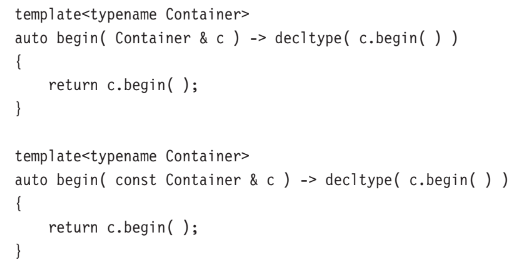 template<typename Container>
auto begin( Container & c ) -> decltype( c.begin( ) )
{
    return c.begin( );
}

template<typename Container>
auto begin( const Container & c ) -> decltype( c.begin( ) )
{
    return c.begin( );
}